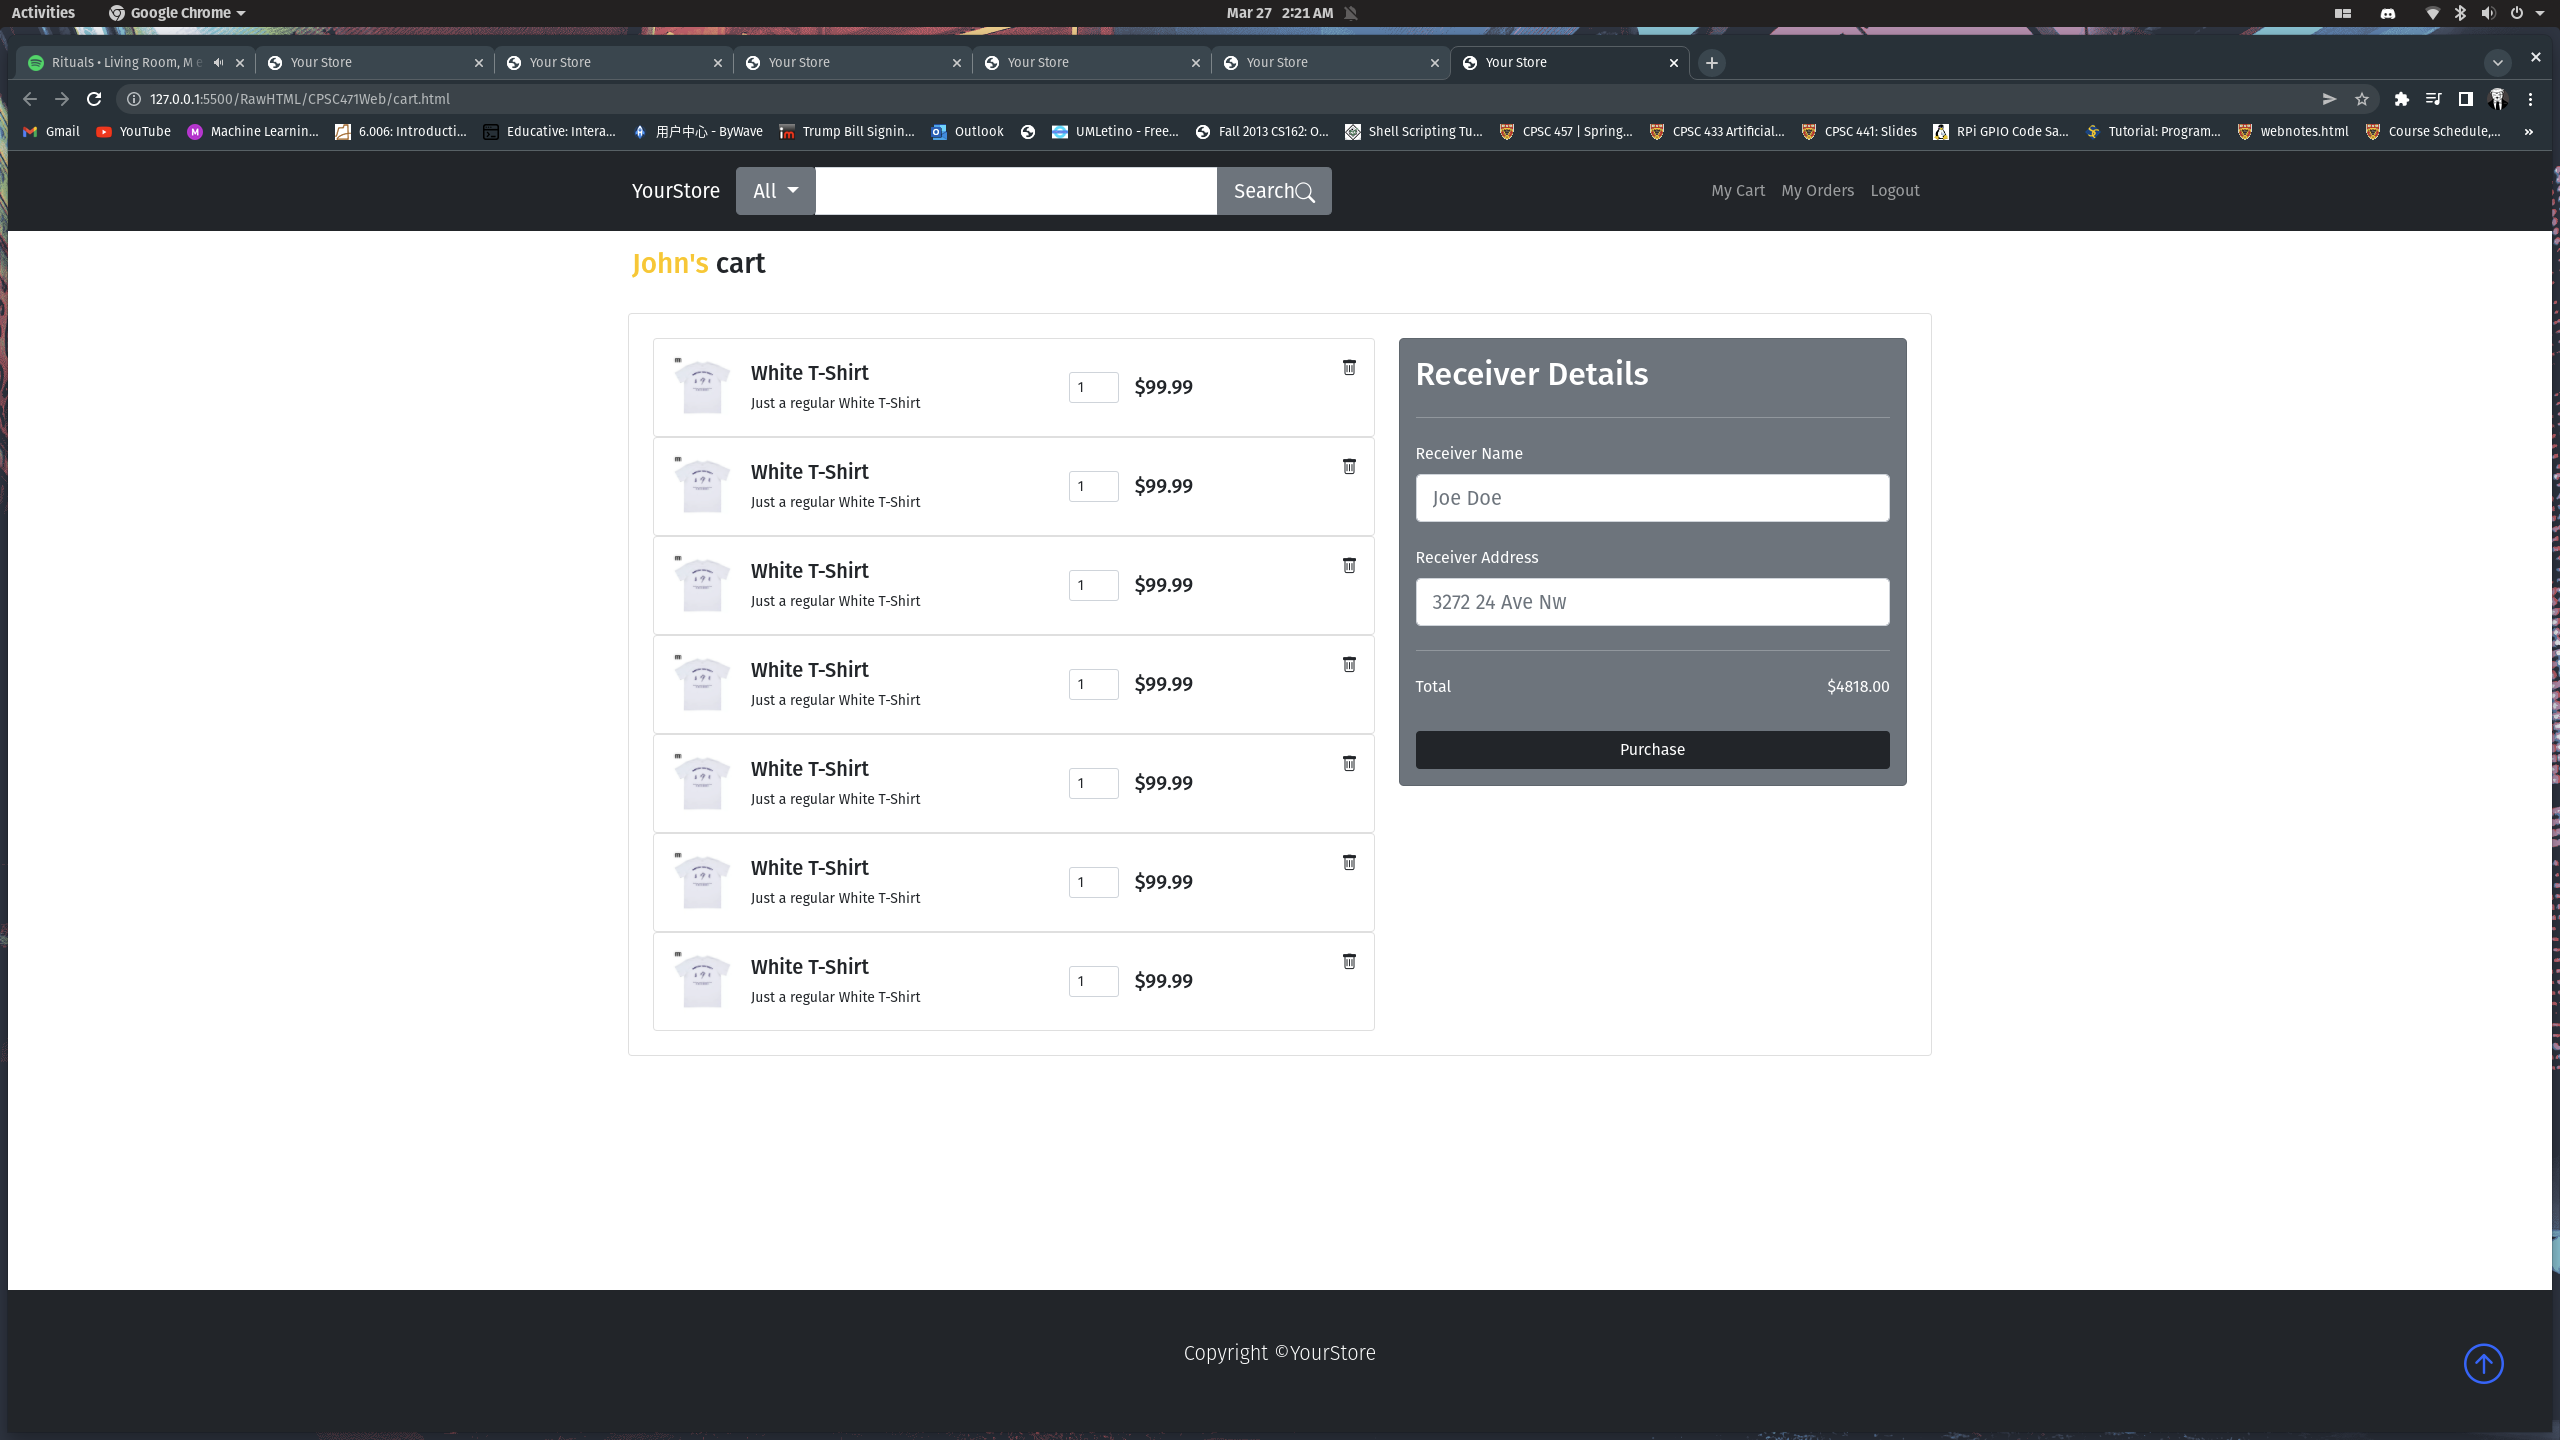 Activities Google Chrome Mar 27 2:21 AM
Rituals • Living Room, M e Your Store Your Store Your Store Your Store Your Store Your Store
127.0.0.1:5500/RawHTML/CPSC471Web/cart.html
Gmail YouTube Machine Learnin... 6.006: Introducti... Educative: Intera... 用户中心 - ByWave Trump Bill Signin... Outlook UMLetino - Free... Fall 2013 CS162: O... Shell Scripting Tu... CPSC 457 | Spring... CPSC 433 Artificial... CPSC 441: Slides RPi GPIO Code Sa... Tutorial: Program... webnotes.html Course Schedule,... »
YourStore All Search My Cart My Orders Logout
John's cart
White T-Shirt
Just a regular White T-Shirt
1 $99.99
White T-Shirt
Just a regular White T-Shirt
1 $99.99
White T-Shirt
Just a regular White T-Shirt
1 $99.99
White T-Shirt
Just a regular White T-Shirt
1 $99.99
White T-Shirt
Just a regular White T-Shirt
1 $99.99
White T-Shirt
Just a regular White T-Shirt
1 $99.99
White T-Shirt
Just a regular White T-Shirt
1 $99.99
Receiver Details
Receiver Name
Joe Doe
Receiver Address
3272 24 Ave Nw
Total $4818.00
Purchase
Copyright ©YourStore